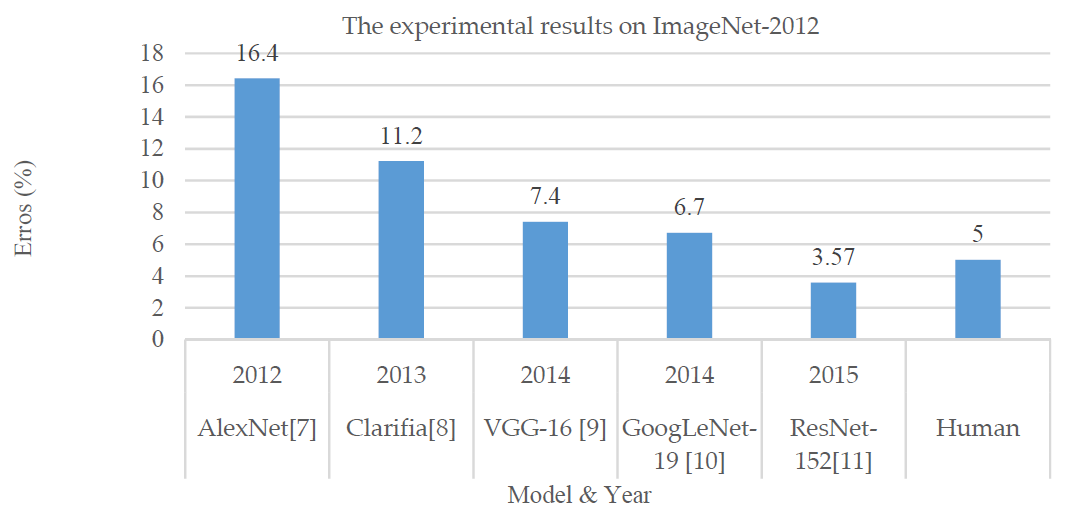 The experimental results on ImageNet-2012
Erros (%)
18
16
14
12
10
8
6
4
2
0
16.4
11.2
7.4
6.7
3.57
5
2012
2013
2014
2014
2015
AlexNet[7]
Clarifia[8]
VGG-16 [9]
GoogLeNet-
19 [10]
ResNet-
152[11]
Human
Model & Year